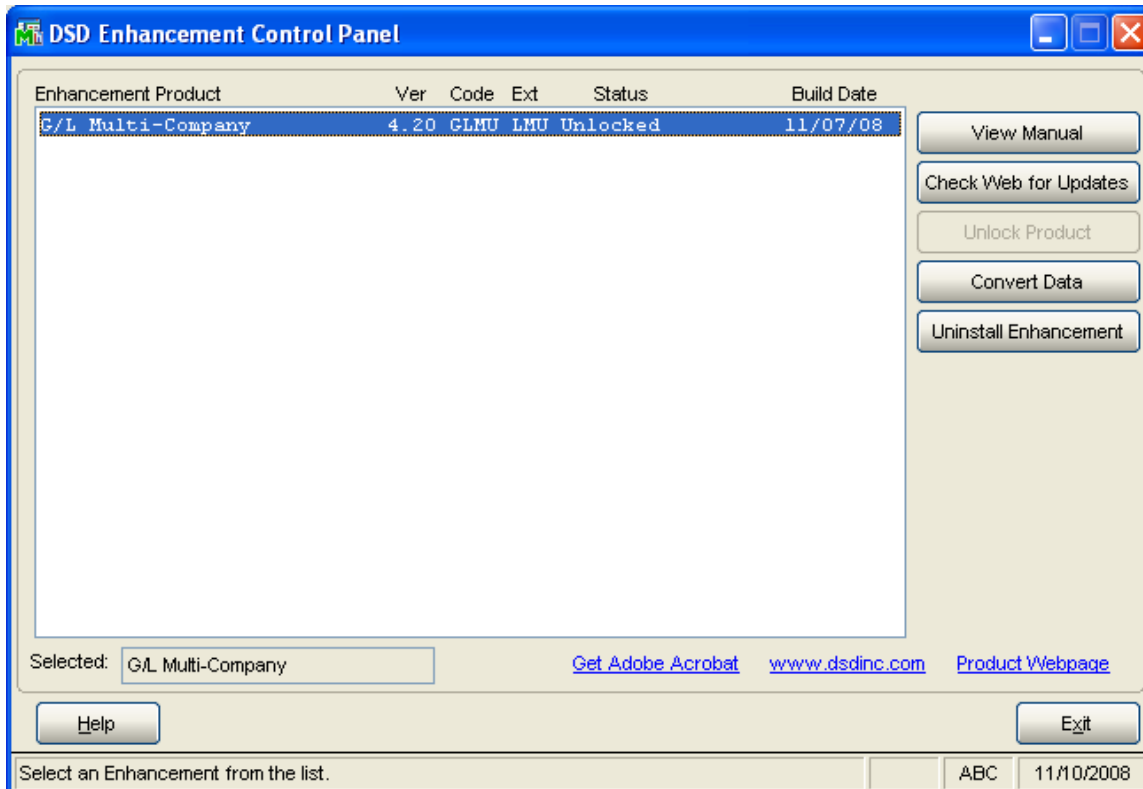 DSD Enhancement Control Panel
Enhancement Product Ver Code Ext Status Build Date
G/L Multi-Company 4.20 GLMU LMU Unlocked 11/07/08
View Manual
Check Web for Updates
Unlock Product
Convert Data
Uninstall Enhancement
Selected: G/L Multi-Company Get Adobe Acrobat www.dsdinc.com Product Webpage
Help Exit
Select an Enhancement from the list. ABC 11/10/2008